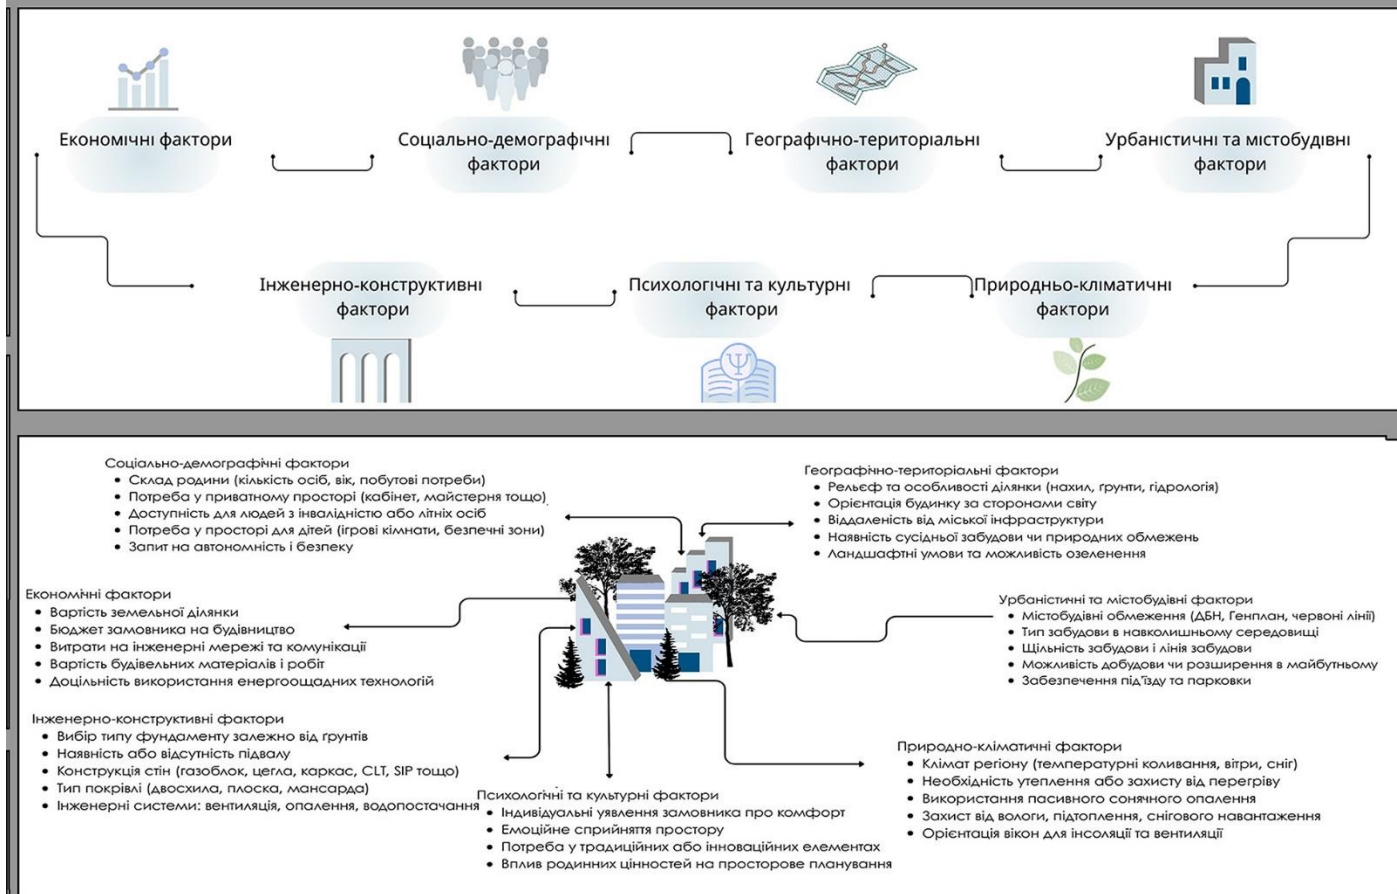 Економічні фактори
Соціально-демографічні
фактори
Географічно-територіальні
фактори
Урбаністичні та містобудівні
фактори
Інженерно-конструктивні
фактори
Психологічні та культурні
фактори
Природньо-кліматичні
фактори
Соціально-демографічні фактори
• Склад родини (кількість осіб, вік, побутові потреби)
• Потреба у приватному просторі (кабінет, майстерня тощо)
• Доступність для людей з інвалідністю або літніх осіб
• Потреба у просторі для дітей (ігрові кімнати, безпечні зони)
• Запит на автономність і безпеку
Географічно-територіальні фактори
• Рельєф та особливості ділянки (нахил, ґрунти, гідрологія)
• Орієнтація будинку за сторонами світу
• Віддаленість від міської інфраструктури
• Наявність сусідньої забудови чи природних обмежень
• Ландшафтні умови та можливість озеленення
Економічні фактори
• Вартість земельної ділянки
• Бюджет замовника на будівництво
• Витрати на інженерні мережі та комунікації
• Вартість будівельних матеріалів і робіт
• Доцільність використання енергоощадних технологій
Урбаністичні та містобудівні фактори
• Містобудівні обмеження (ДБН, Генплан, червоні лінії)
• Тип забудови в навколишньому середовищі
• Щільність забудови і лінія забудови
• Можливість добудови чи розширення в майбутньому
• Забезпечення під'їзду та парковки
Інженерно-конструктивні фактори
• Вибір типу фундаменту залежно від ґрунтів
• Наявність або відсутність підвалу
• Конструкція стін (газоблок, цегла, каркас, CLT, SIP тощо)
• Тип покрівлі (двосхила, плоска, мансарда)
• Інженерні системи: вентиляція, опалення, водопостачання
Психологічні та культурні фактори
• Індивідуальні уявлення замовника про комфорт
• Емоційне сприйняття простору
• Потреба у традиційних або інноваційних елементах
• Вплив родинних цінностей на просторове планування
Природно-кліматичні фактори
• Клімат регіону (температурні коливання, вітри, сніг)
• Необхідність утеплення або захисту від перегріву
• Використання пасивного сонячного опалення
• Захист від вологи, підтоплення, снігового навантаження
• Орієнтація вікон для інсоляції та вентиляції